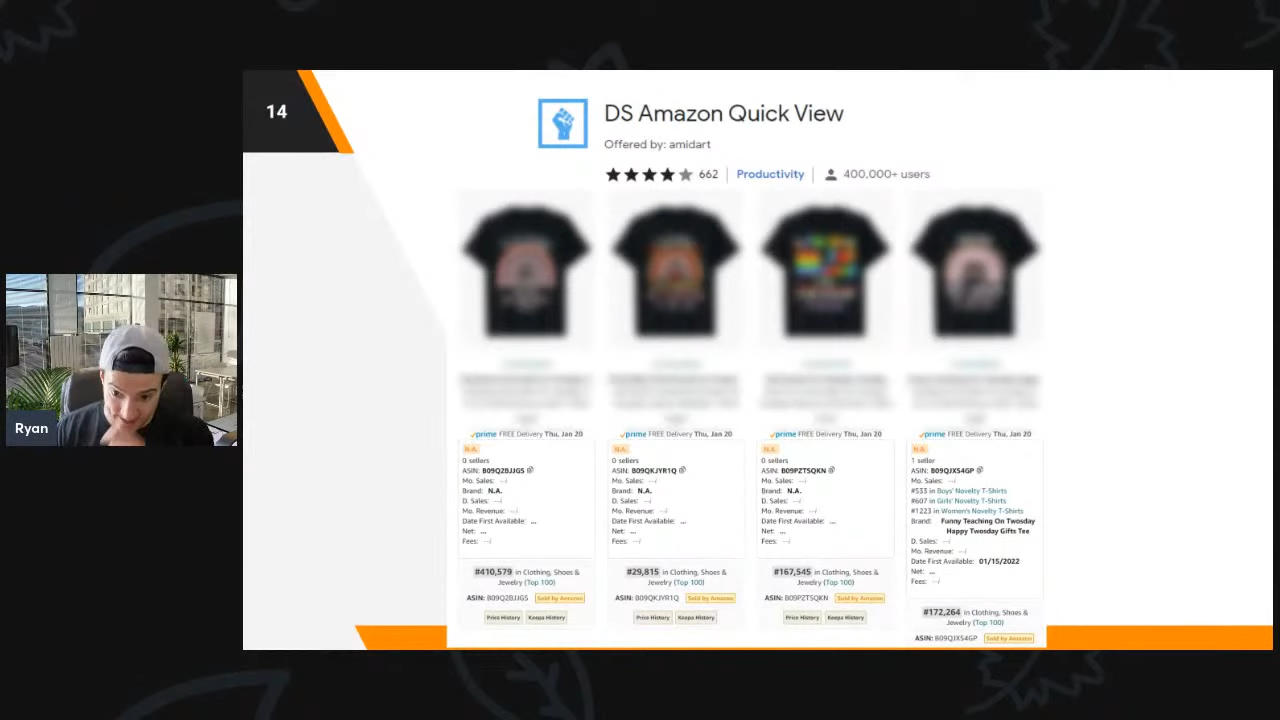 14
DS Amazon Quick View
Offered by: amidart
662 Productivity 400,000+ users
Ryan
prime FREE Delivery Thu, Jan 20
N.A.
0 sellers
ASIN: B09Q2BJJGS
Mo. Sales:
Brand: N.A.
D. Sales:
Mo. Revenue:
Date First Available: ...
Net: ...
Fees:
#410,579 in Clothing, Shoes &
Jewelry (Top 100)
ASIN: B09Q2BJJGS Sold by Amazon
Price History Keepa History
prime FREE Delivery Thu, Jan 20
N.A.
0 sellers
ASIN: B09QKJYR1Q
Mo. Sales:
Brand: N.A.
D. Sales:
Mo. Revenue:
Date First Available: ...
Net: ...
Fees:
#29,815 in Clothing, Shoes &
Jewelry (Top 100)
ASIN: B09QKJYR1Q Sold by Amazon
Price History Keepa History
prime FREE Delivery Thu, Jan 20
N.A.
0 sellers
ASIN: B09PZTSQKN
Mo. Sales:
Brand: N.A.
D. Sales:
Mo. Revenue:
Date First Available: ...
Net: ...
Fees:
#167,545 in Clothing, Shoes &
Jewelry (Top 100)
ASIN: B09PZTSQKN Sold by Amazon
Price History Keepa History
prime FREE Delivery Thu, Jan 20
N.A.
1 seller
ASIN: B09QJXS4GP
Mo. Sales:
#533 in Boys' Novelty T-Shirts
#607 in Girls' Novelty T-Shirts
#1223 in Women's Novelty T-Shirts
Brand: Funny Teaching On Twosday
Happy Twosday Gifts Tee
D. Sales:
Mo. Revenue:
Date First Available: 01/15/2022
Net: ...
Fees:
#172,264 in Clothing, Shoes &
Jewelry (Top 100)
ASIN: B09QJXS4GP Sold by Amazon